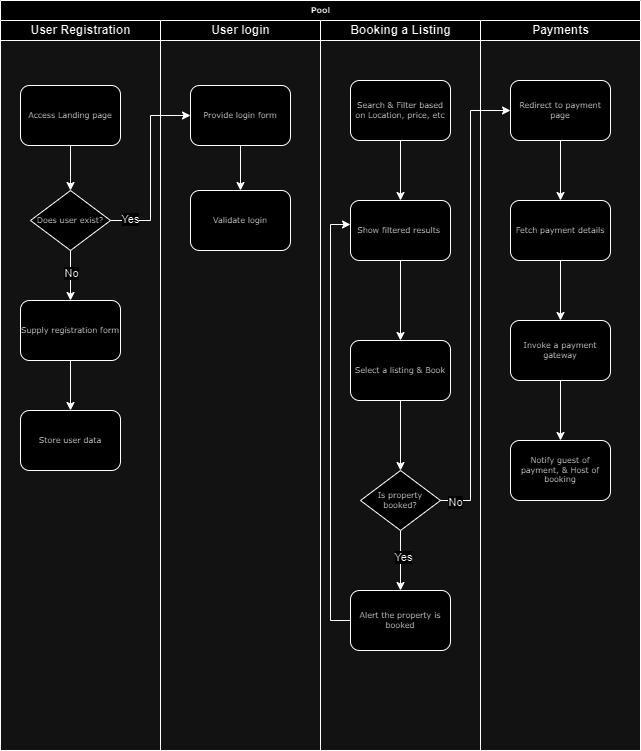 Pool
User Registration
User login
Booking a Listing
Payments
Access Landing page
Does user exist?
Yes
No
Supply registration form
Store user data
Provide login form
Validate login
Search & Filter based
on Location, price, etc
Show filtered results
Select a listing & Book
Is property
booked?
No
Yes
Alert the property is
booked
Redirect to payment
page
Fetch payment details
Invoke a payment
gateway
Notify guest of
payment, & Host of
booking